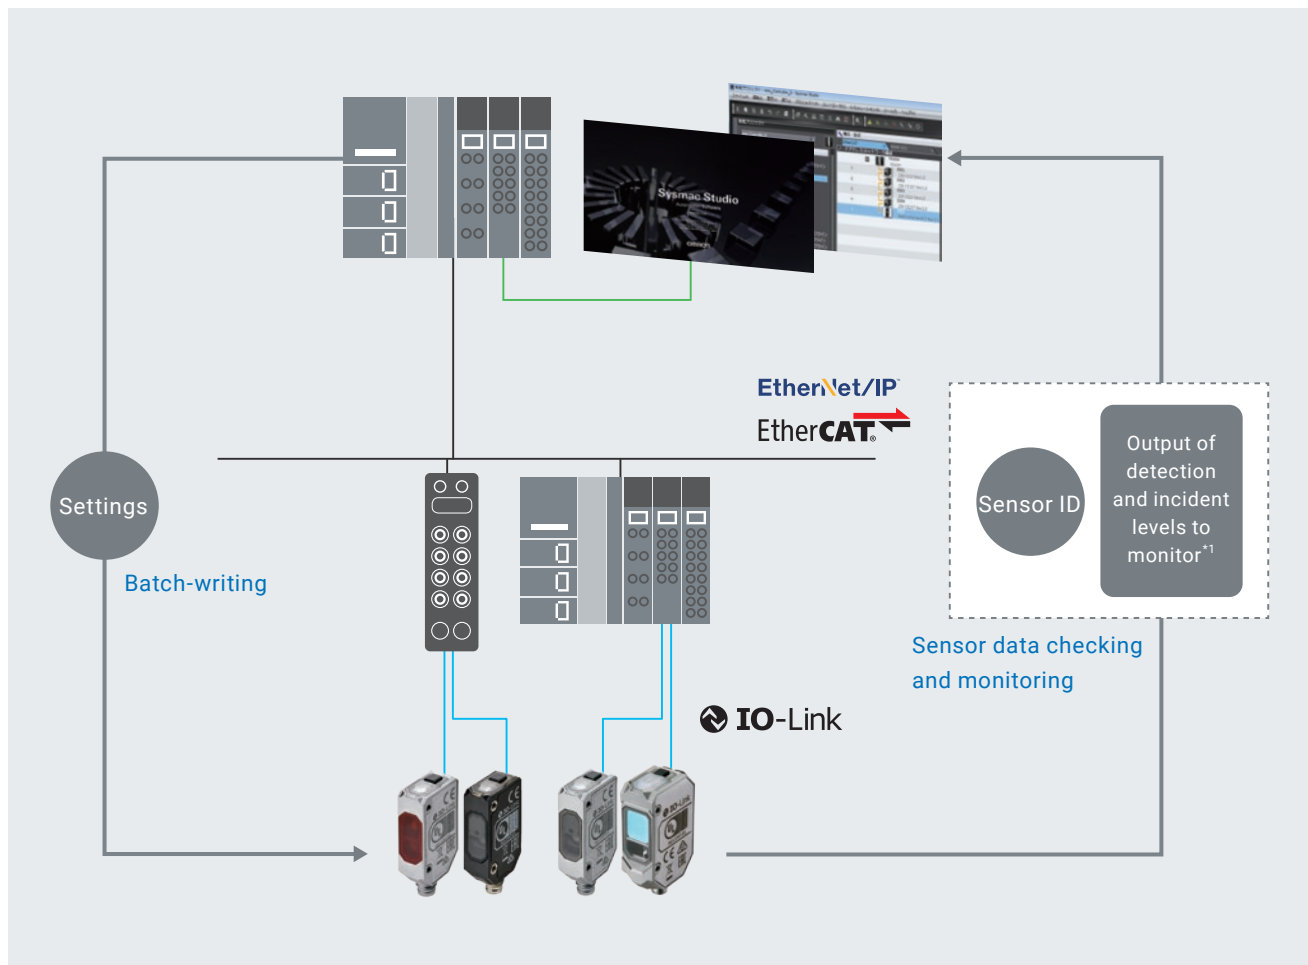 Sysmac Studio
EtherNet/IP™
EtherCAT®
Settings
Batch-writing
Sensor ID
Output of
detection
and incident
levels to
monitor*1
Sensor data checking
and monitoring
IO-Link